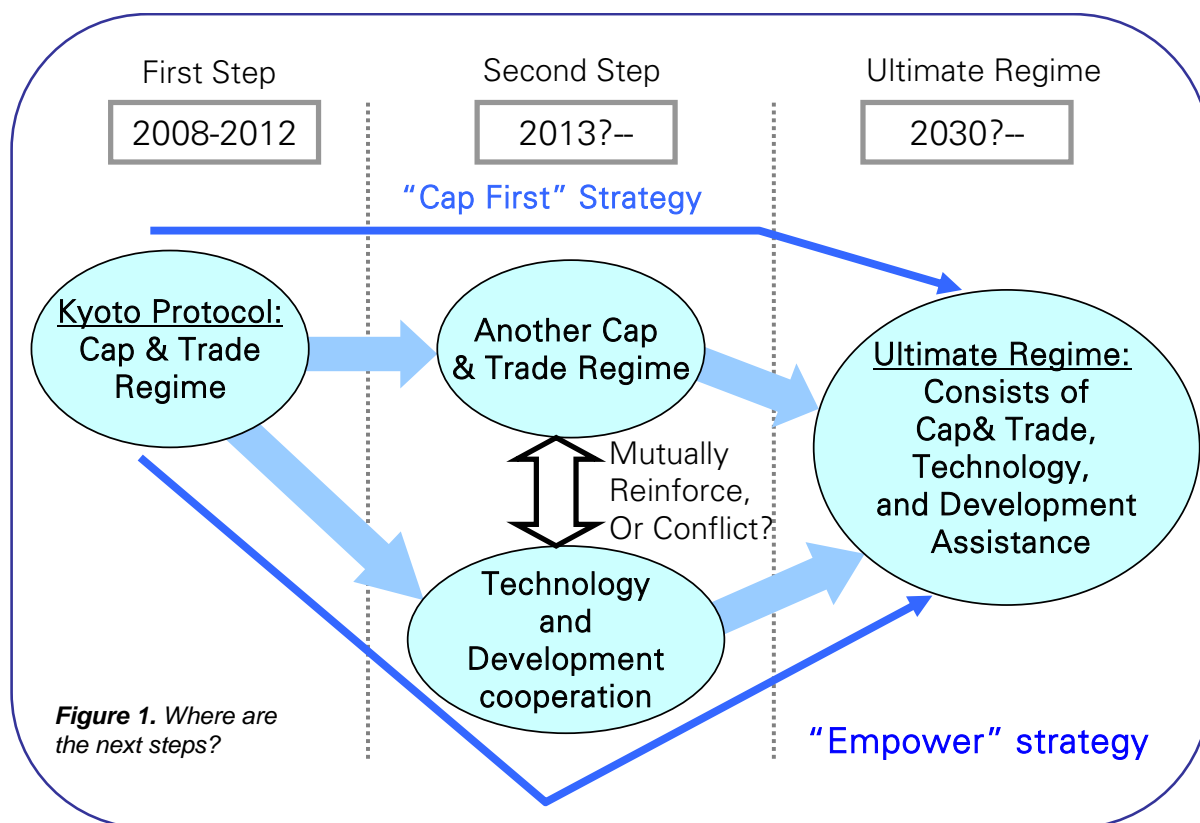 First Step
2008-2012
Second Step
2013?--
Ultimate Regime
2030?--
“Cap First” Strategy
Kyoto Protocol:
Cap & Trade
Regime
Another Cap
& Trade Regime
Mutually
Reinforce,
Or Conflict?
Technology
and
Development
cooperation
Ultimate Regime:
Consists of
Cap& Trade,
Technology,
and Development
Assistance
“Empower” strategy
Figure 1. Where are
the next steps?